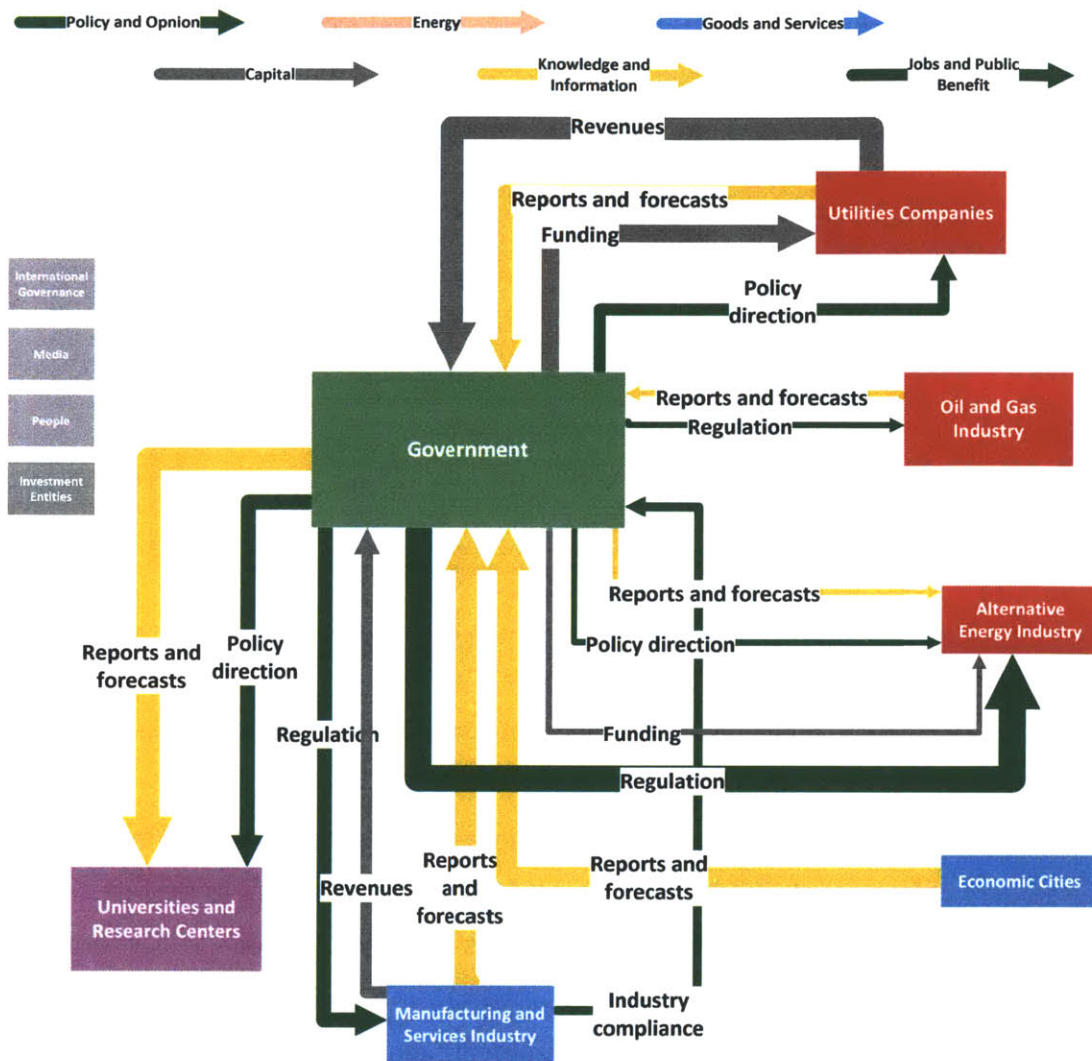 Policy and Opnion
Energy
Goods and Services
Capital
Knowledge and
Information
Jobs and Public
Benefit
Revenues
Reports and forecasts
Utilities Companies
Funding
International
Governance
Policy
direction
Media
Reports and forecasts
Oil and Gas
Industry
People
Regulation
Government
Investment
Entities
Reports and forecasts
Alternative
Energy Industry
Policy direction
Reports and
forecasts
Policy
direction
Regulation
Funding
Regulation
Reports
and
forecasts
Reports and
forecasts
Economic Cities
Revenues
Universities and
Research Centers
Industry
compliance
Manufacturing and
Services Industry